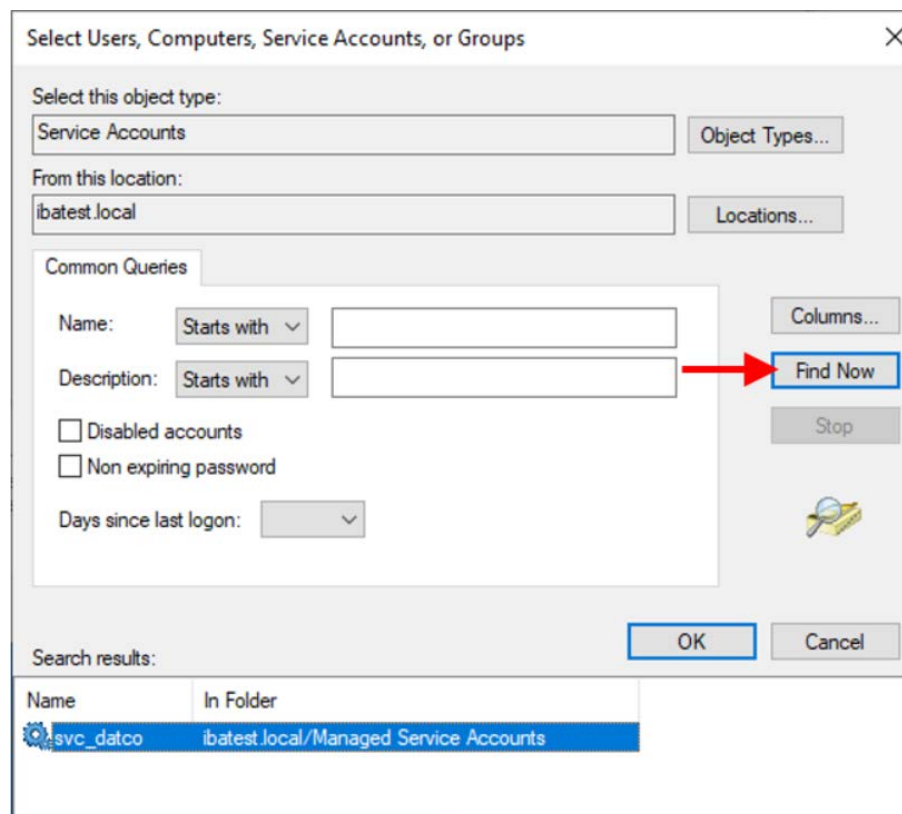 Select Users, Computers, Service Accounts, or Groups
Select this object type:
Service Accounts
Object Types...
From this location:
ibatest.local
Locations...
Common Queries
Name:
Starts with
Columns...
Description:
Starts with
Find Now
Disabled accounts
Stop
Non expiring password
Days since last logon:
OK
Cancel
Search results:
Name
In Folder
svc_datco
ibatest.local/Managed Service Accounts